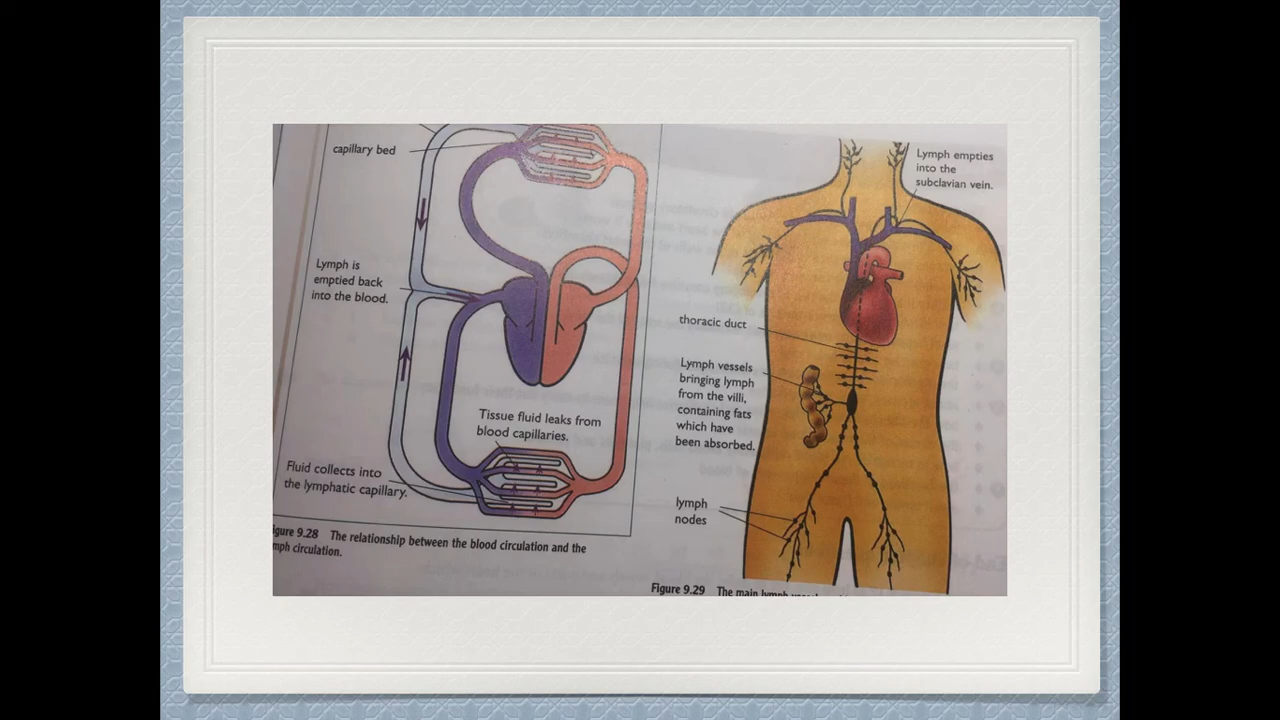 capillary bed
Lymph is
emptied back
into the blood.
Tissue fluid leaks from
blood capillaries.
Fluid collects into
the lymphatic capillary.
gure 9.28 The relationship between the blood circulation and the
mph circulation.
Lymph empties
into the
subclavian vein.
thoracic duct
Lymph vessels
bringing lymph
from the villi,
containing fats
which have
been absorbed.
lymph
nodes
Figure 9.29 The main lymph